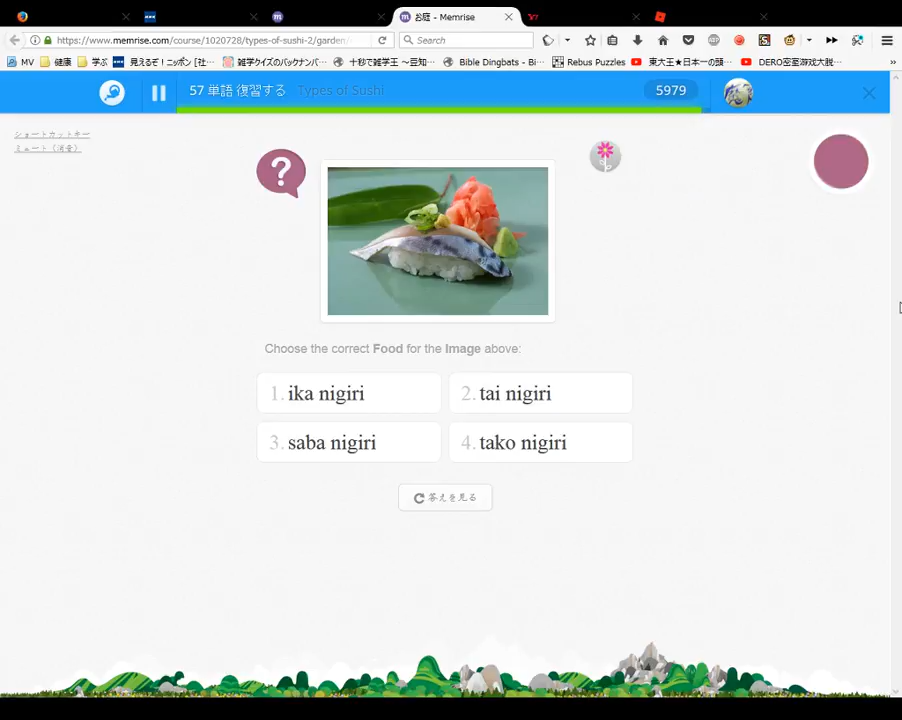 お庭 - Memrise
https://www.memrise.com/course/1020728/types-of-sushi-2/garden/
Search
MV
健康
学ぶ
見えるぞ！ニッポン [社…
雑学クイズのバックナンバ…
十秒で雑学王 ～豆知…
Bible Dingbats - Bi…
Rebus Puzzles
東大王★日本一の頭…
DERO密室游戏大脱…
57 単語 復習する Types of Sushi
5979
ショートカットキー
ミュート（消音）
?
Choose the correct Food for the Image above:
1. ika nigiri
2. tai nigiri
3. saba nigiri
4. tako nigiri
答えを見る